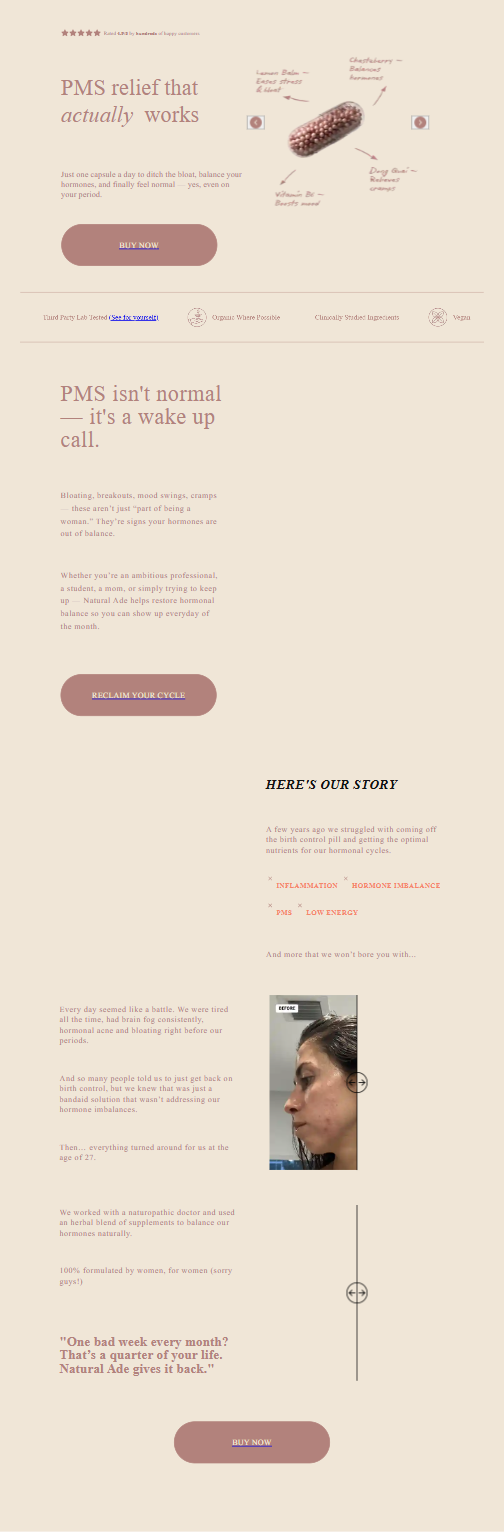 Rated 4.9/5 by hundreds of happy customers
PMS relief that
actually works
Just one capsule a day to ditch the bloat, balance your
hormones, and finally feel normal — yes, even on
your period.
BUY NOW
Lemon Balm —
Eases stress
& bloat
Chasteberry —
Balances
hormones
Vitamin B6 —
Boosts mood
Dong Quai —
Relieves
cramps
Third Party Lab Tested (See for yourself)
Organic Where Possible
Clinically Studied Ingredients
Vegan
PMS isn't normal
— it's a wake up
call.
Bloating, breakouts, mood swings, cramps
— these aren’t just “part of being a
woman.” They’re signs your hormones are
out of balance.
Whether you’re an ambitious professional,
a student, a mom, or simply trying to keep
up — Natural Ade helps restore hormonal
balance so you can show up everyday of
the month.
RECLAIM YOUR CYCLE
HERE'S OUR STORY
A few years ago we struggled with coming off
the birth control pill and getting the optimal
nutrients for our hormonal cycles.
× INFLAMMATION × HORMONE IMBALANCE
× PMS × LOW ENERGY
And more that we won’t bore you with...
Every day seemed like a battle. We were tired
all the time, had brain fog consistently,
hormonal acne and bloating right before our
periods.
And so many people told us to just get back on
birth control, but we knew that was just a
bandaid solution that wasn’t addressing our
hormone imbalances.
Then... everything turned around for us at the
age of 27.
BEFORE
We worked with a naturopathic doctor and used
an herbal blend of supplements to balance our
hormones naturally.
100% formulated by women, for women (sorry
guys!)
"One bad week every month?
That’s a quarter of your life.
Natural Ade gives it back."
BUY NOW